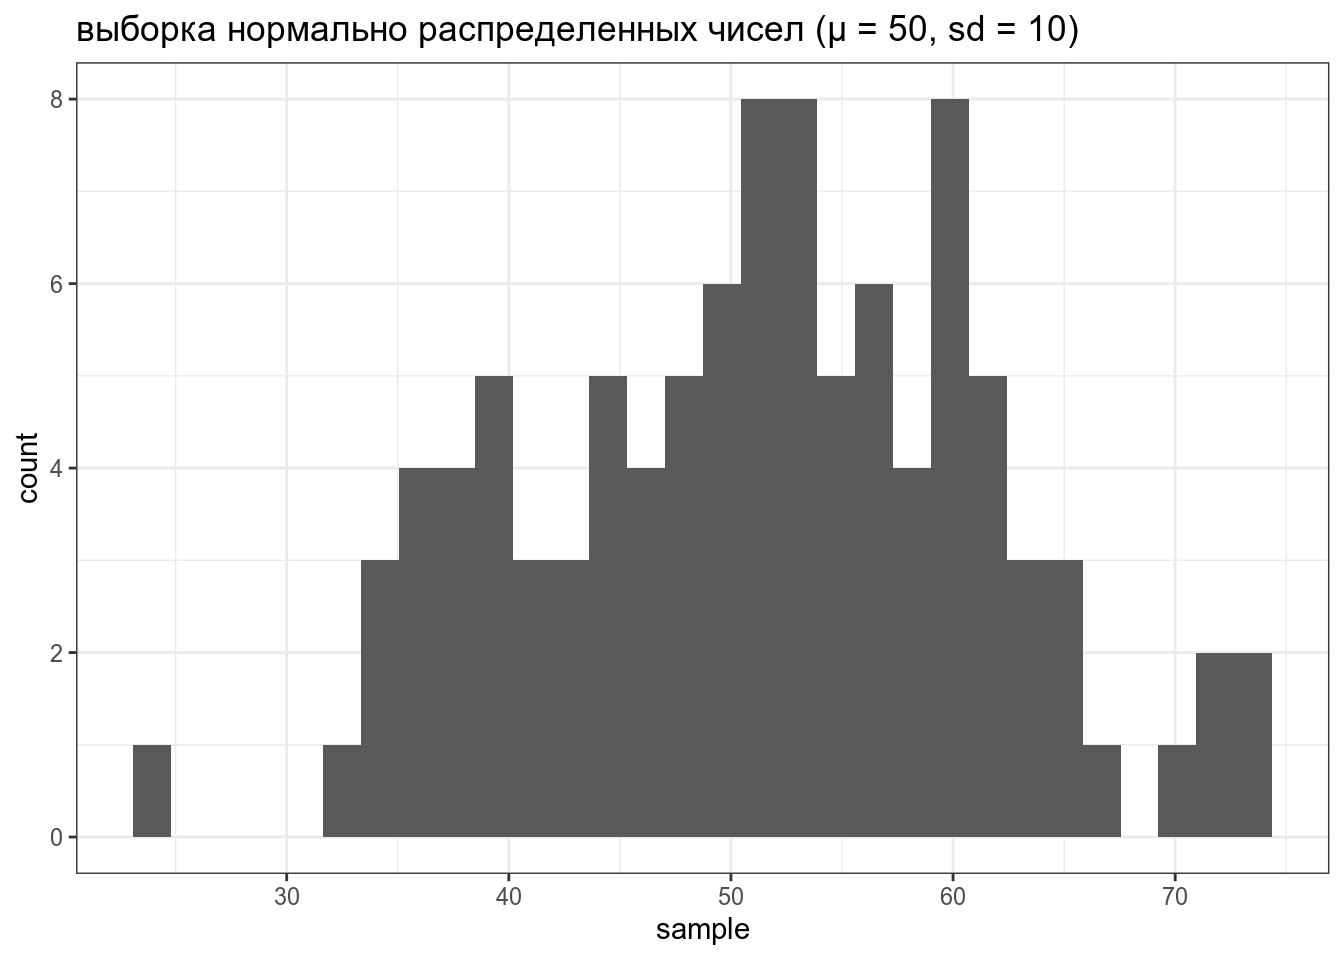 выборка нормально распределенных чисел (μ = 50, sd = 10)
8
6
4
2
0
count
30 40 50 60 70
sample